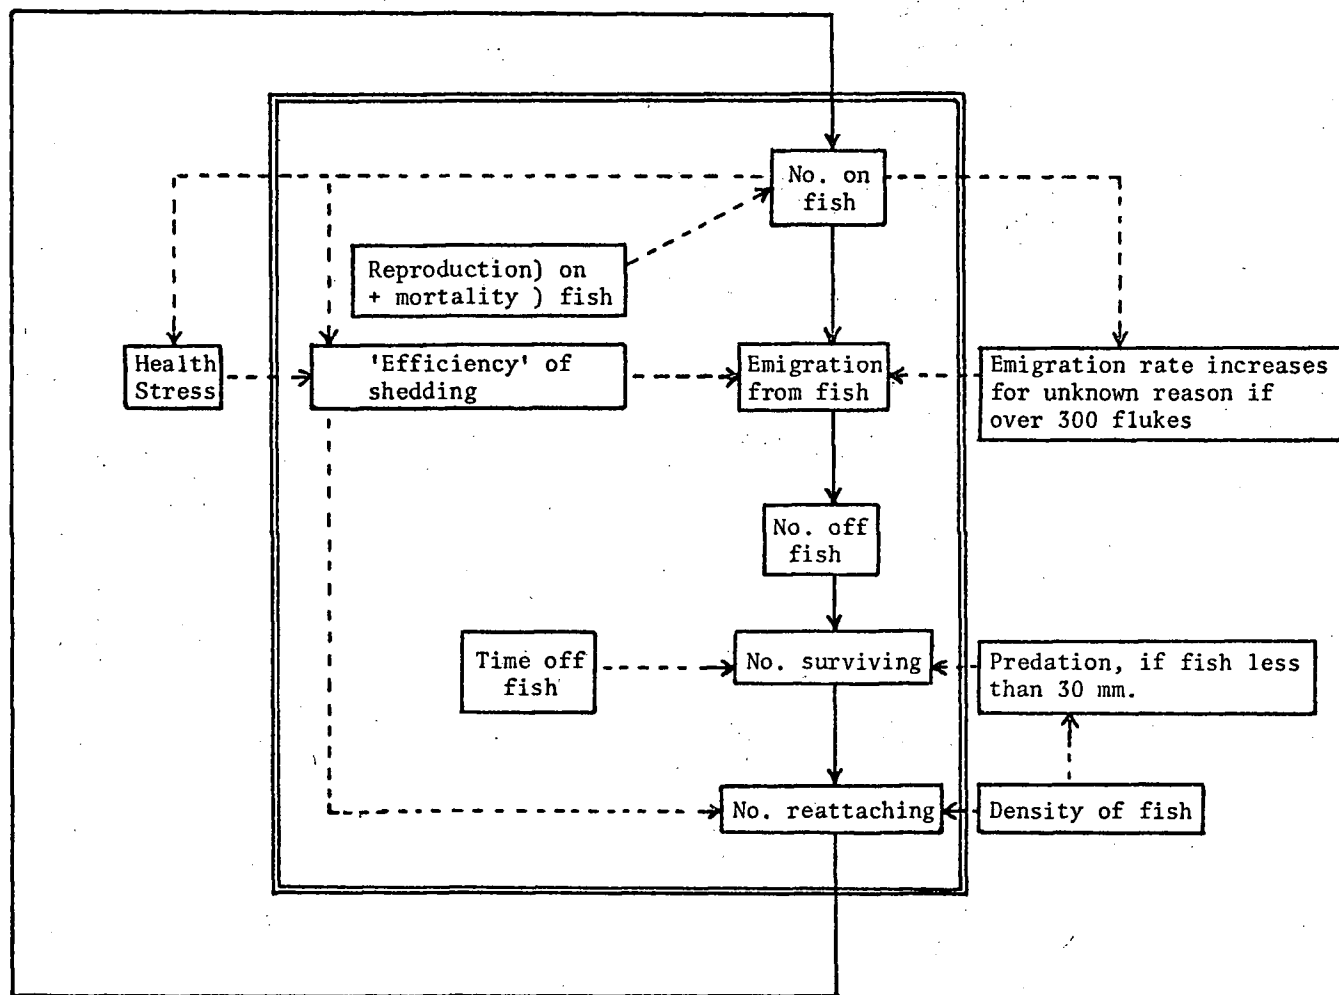 No. on
fish
Reproduction) on
+ mortality ) fish
Health
Stress
'Efficiency' of
shedding
Emigration
from fish
Emigration rate increases
for unknown reason if
over 300 flukes
No. off
fish
Time off
fish
No. surviving
Predation, if fish less
than 30 mm.
No. reattaching
Density of fish